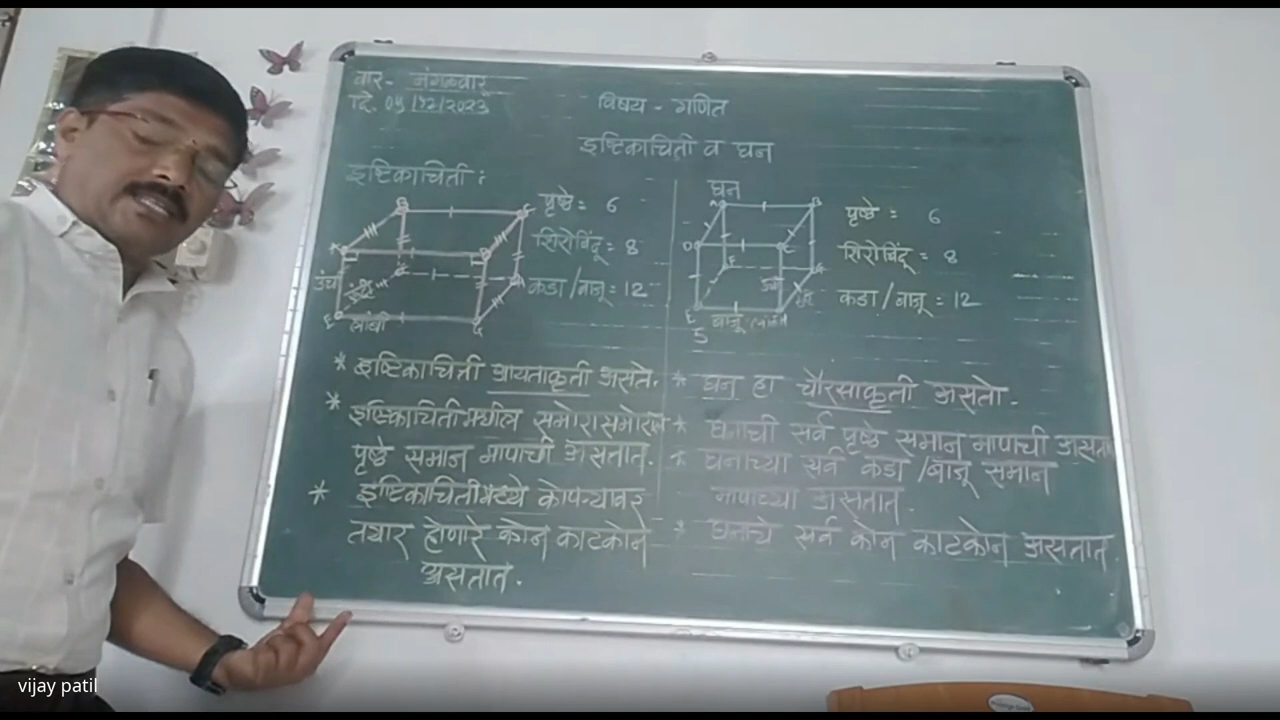 वार- मंगळवार
दि. 05/12/2023
विषय - गणित
इष्टिकाचिती व घन
इष्टिकाचिती :
पृष्ठे = 6
शिरोबिंदू = 8
कडा / बाजू = 12
उंची
रुंदी
लांबी
घन
पृष्ठे = 6
शिरोबिंदू = 8
कडा / बाजू = 12
बाजू
* इष्टिकाचिती आयताकृती असते.
* इष्टिकाचितीमधील समोरासमोरील
पृष्ठे समान मापाची असतात.
* इष्टिकाचितीमध्ये कोपऱ्यावर
तयार होणारे कोन काटकोन
असतात.
* घन हा चौरसाकृती असतो.
* घनाची सर्व पृष्ठे समान मापाची असतात
* घनाच्या सर्व कडा / बाजू समान
मापाच्या असतात.
* घनाचे सर्व कोन काटकोन असतात.
vijay patil